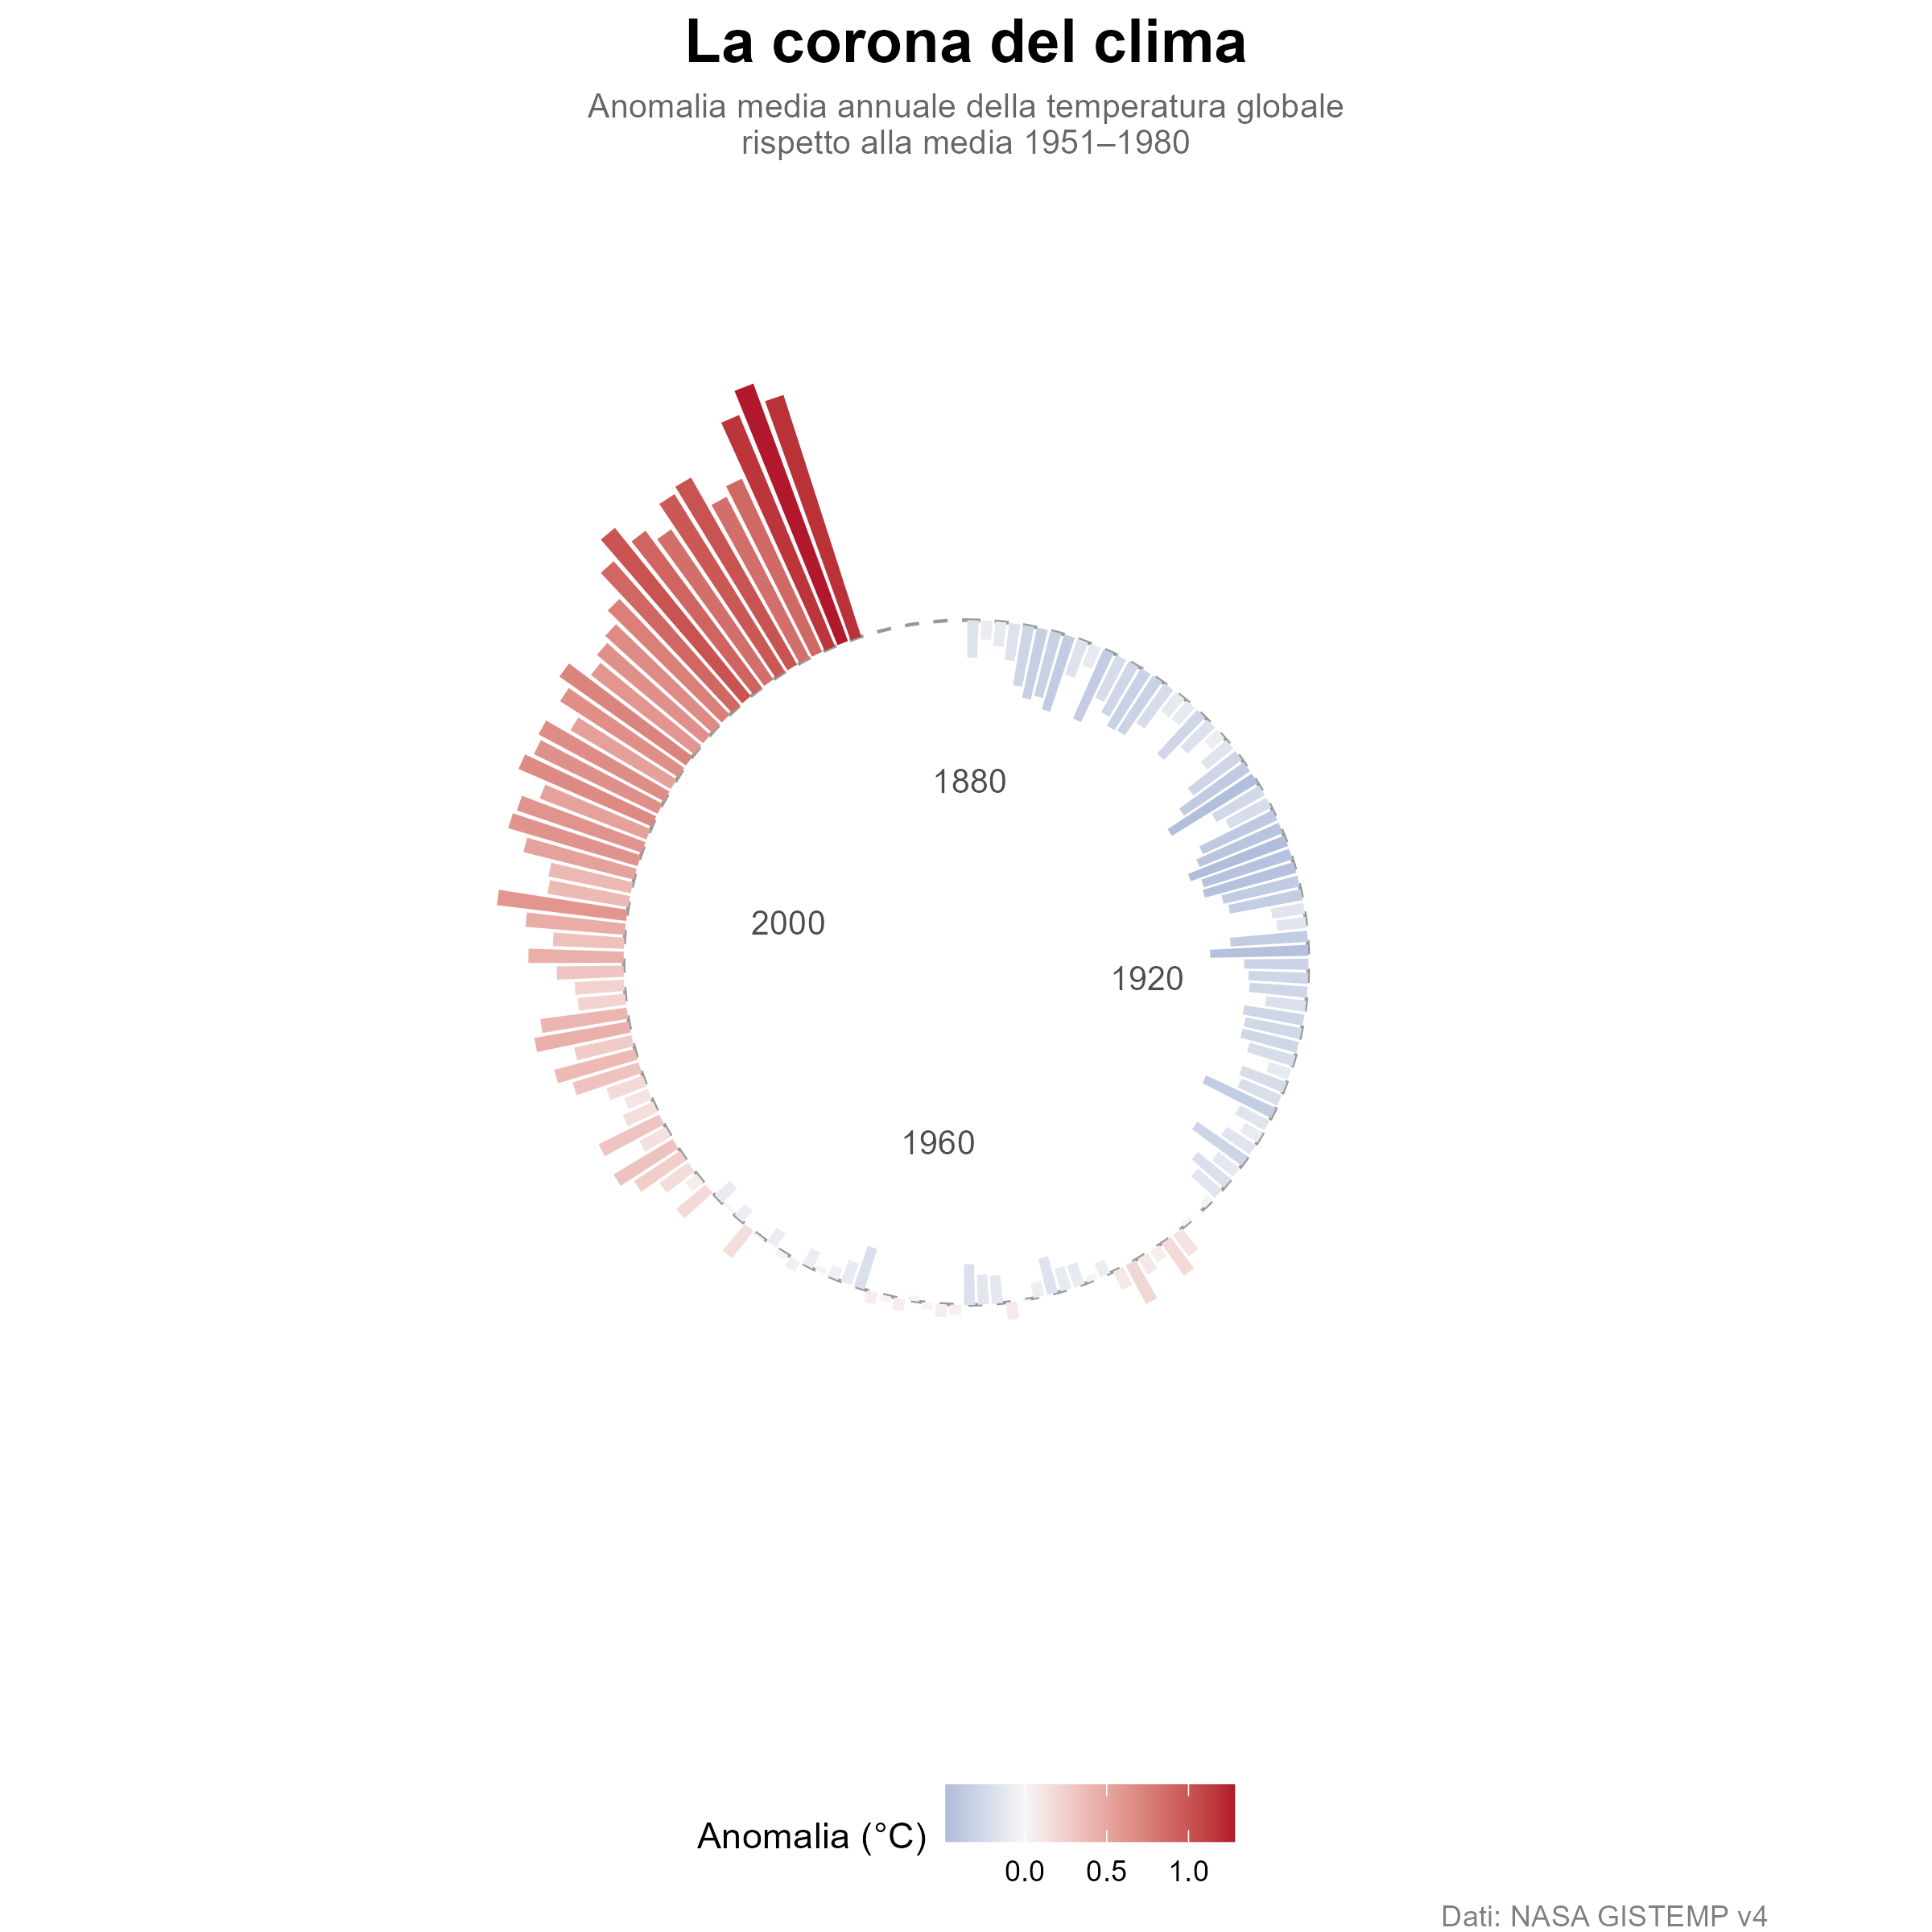 La corona del clima
Anomalia media annuale della temperatura globale
rispetto alla media 1951–1980
1880
2000
1920
1960
Anomalia (°C)
0.0 0.5 1.0
Dati: NASA GISTEMP v4